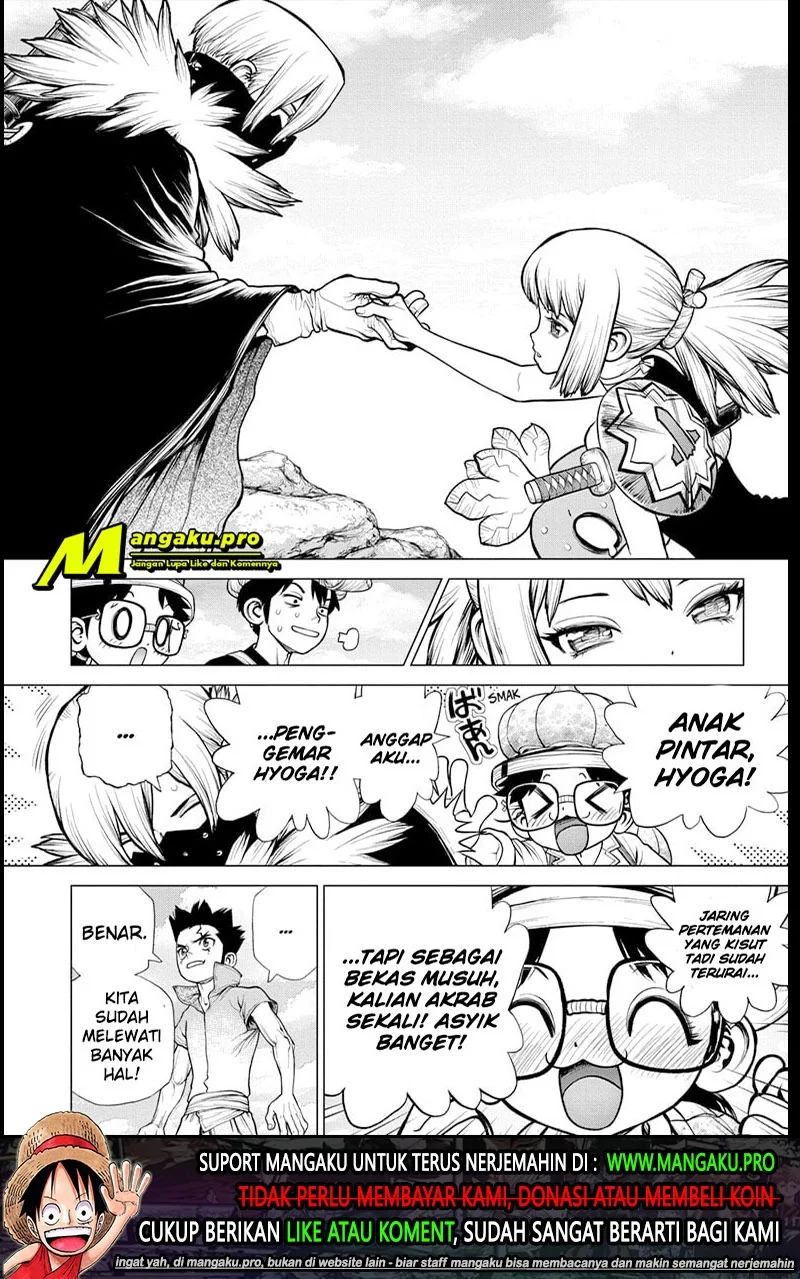 Mangaku.pro
Jangan Lupa Like dan Komennya
ANAK
PINTAR,
HYOGA!
ばあん
SMAK
ANGGAP
AKU...
...PENG-
GEMAR
HYOGA!!
...
JARING
PERTEMANAN
YANG KISUT
TADI SUDAH
TERURAI...
...TAPI SEBAGAI
BEKAS MUSUH,
KALIAN AKRAB
SEKALI! ASYIK
BANGET!
...
BENAR.
KITA
SUDAH
MELEWATI
BANYAK
HAL!
SUPORT MANGAKU UNTUK TERUS NERJEMAHIN DI : WWW.MANGAKU.PRO
TIDAK PERLU MEMBAYAR KAMI, DONASI ATAU MEMBELI KOIN
CUKUP BERIKAN LIKE ATAU KOMENT, SUDAH SANGAT BERARTI BAGI KAMI
ingat yah, di mangaku.pro, bukan di website lain - biar staff mangaku bisa membacanya dan makin semangat nerjemahin